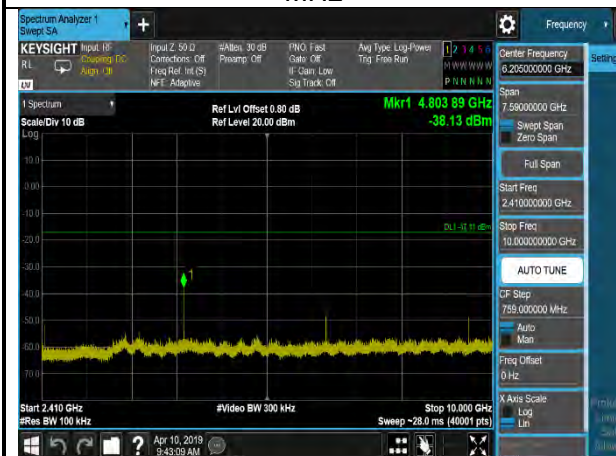 Spectrum Analyzer 1
Swept SA
+
Frequency
KEYSIGHT
Input: RF
Coupling: DC
Align: Off
Input Z: 50 Ω
Corrections: Off
Freq Ref: Int (S)
NFE: Adaptive
#Atten: 30 dB
Preamp: Off
PNO: Fast
Gate: Off
IF Gain: Low
Sig Track: Off
Avg Type: Log-Power
Trig: Free Run
1 2 3 4 5 6
M W W W W W
P N N N N N
1 Spectrum
Scale/Div 10 dB
Ref Lvl Offset 0.80 dB
Ref Level 20.00 dBm
Mkr1 4.803 89 GHz
-38.13 dBm
Log
10.0
0.00
-10.0
-20.0
-30.0
-40.0
-50.0
-60.0
-70.0
1
Start 2.410 GHz
#Res BW 100 kHz
#Video BW 300 kHz
Stop 10.000 GHz
Sweep ~28.0 ms (40001 pts)
Center Frequency
6.205000000 GHz
Settings
Span
7.59000000 GHz
Swept Span
Zero Span
Full Span
Start Freq
2.410000000 GHz
Stop Freq
10.000000000 GHz
AUTO TUNE
CF Step
759.000000 MHz
Auto
Man
Freq Offset
0 Hz
X Axis Scale
Log
Lin
?
Apr 10, 2019
9:43:09 AM